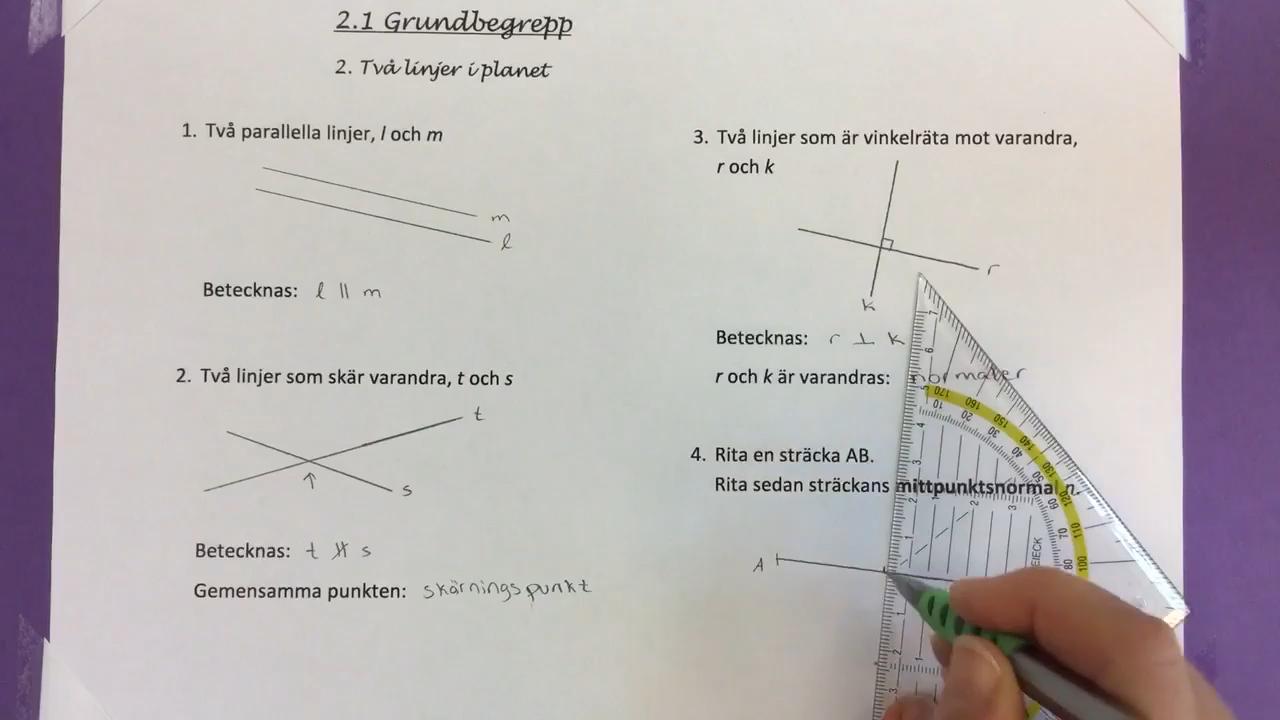 2.1 Grundbegrepp
2. Två linjer i planet
1. Två parallella linjer, l och m
m
l
Betecknas: l || m
2. Två linjer som skär varandra, t och s
t
s
Betecknas: t ∦ s
Gemensamma punkten: skärningspunkt
3. Två linjer som är vinkelräta mot varandra,
r och k
r
k
Betecknas: r ⊥ k
r och k är varandras: normaler
4. Rita en sträcka AB.
Rita sedan sträckans mittpunktsnormal
A